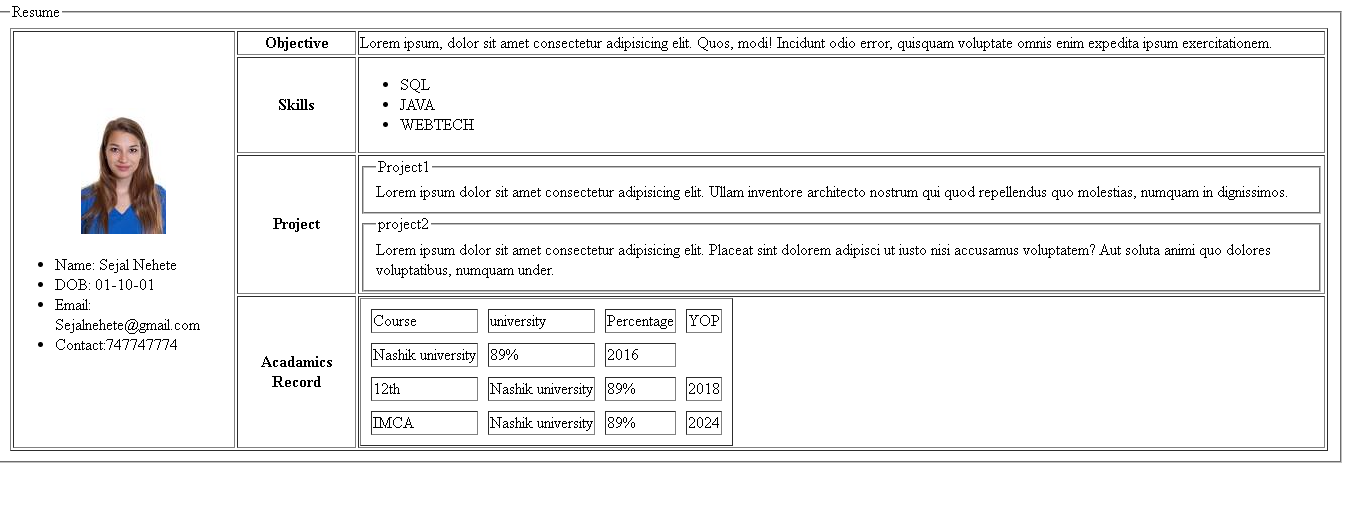 Resume
Name: Sejal Nehete
DOB: 01-10-01
Email:
Sejalnehete@gmail.com
Contact:747747774
Objective
Lorem ipsum, dolor sit amet consectetur adipisicing elit. Quos, modi! Incidunt odio error, quisquam voluptate omnis enim expedita ipsum exercitationem.
Skills
SQL
JAVA
WEBTECH
Project
Project1
Lorem ipsum dolor sit amet consectetur adipisicing elit. Ullam inventore architecto nostrum qui quod repellendus quo molestias, numquam in dignissimos.
project2
Lorem ipsum dolor sit amet consectetur adipisicing elit. Placeat sint dolorem adipisci ut iusto nisi accusamus voluptatem? Aut soluta animi quo dolores
voluptatibus, numquam under.
Acadamics
Record
Course university Percentage YOP
Nashik university 89% 2016
12th Nashik university 89% 2018
IMCA Nashik university 89% 2024